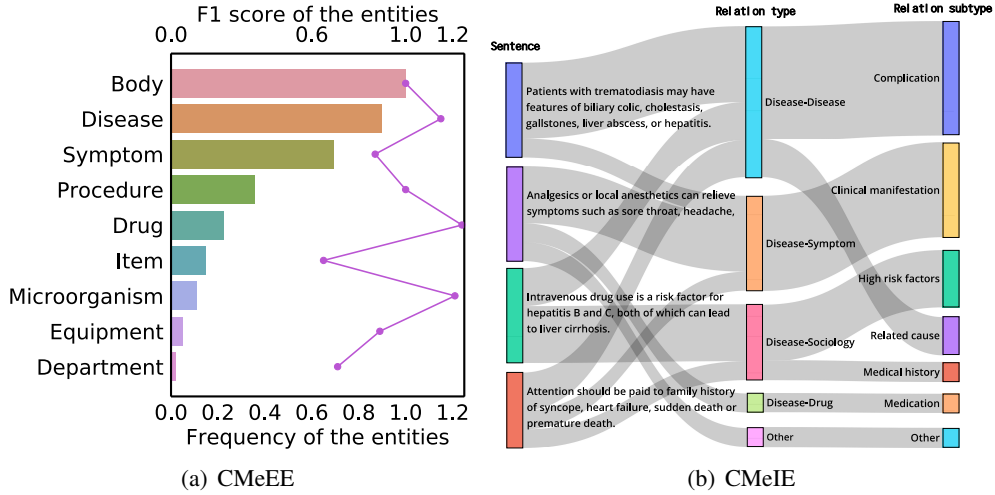 F1 score of the entities
0.0 0.6 1.0 1.2
Body
Disease
Symptom
Procedure
Drug
Item
Microorganism
Equipment
Department
0.0 0.2 0.4 0.6 0.8 1.0 1.2
Frequency of the entities
(a) CMeEE
Sentence
Relation type
Relation subtype
Patients with trematodiasis may have
features of biliary colic, cholestasis,
gallstones, liver abscess, or hepatitis.
Analgesics or local anesthetics can relieve
symptoms such as sore throat, headache,
Intravenous drug use is a risk factor for
hepatitis B and C, both of which can lead
to liver cirrhosis.
Attention should be paid to family history
of syncope, heart failure, sudden death or
premature death.
Disease-Disease
Disease-Symptom
Disease-Sociology
Disease-Drug
Other
Complication
Clinical manifestation
High risk factors
Related cause
Medical history
Medication
Other
(b) CMeIE